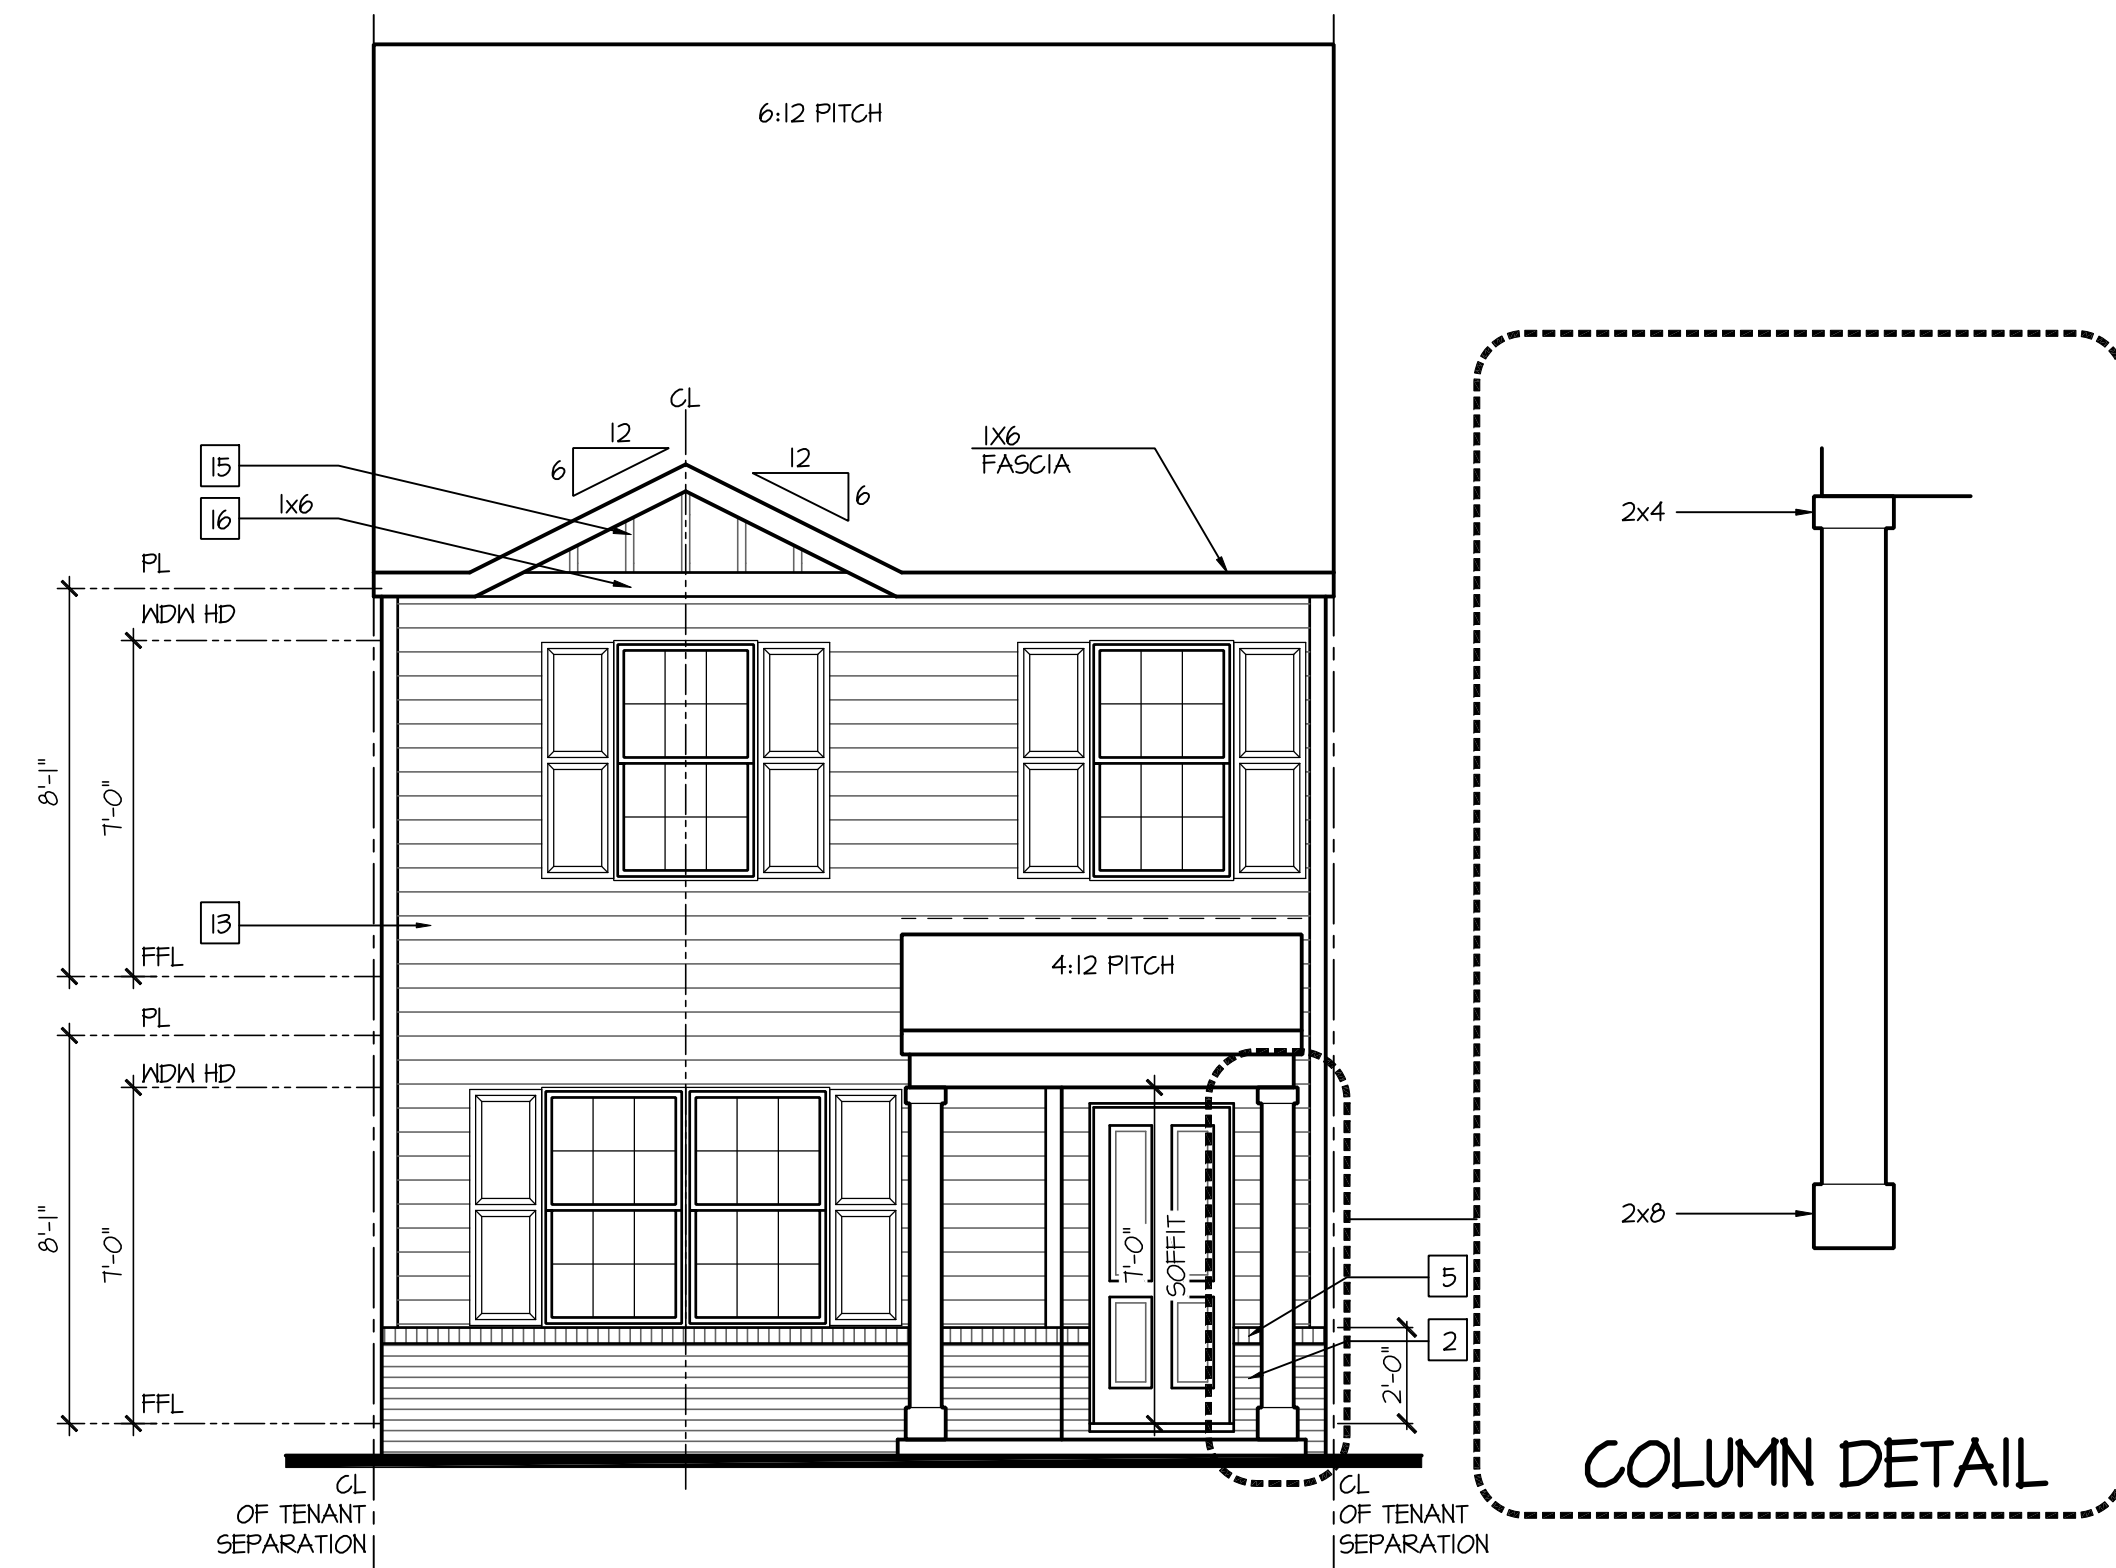 6:12 PITCH
CL
12
6
12
6
1X6
FASCIA
15
16
1x6
PL
WDW HD
8'-1"
7'-0"
13
FFL
4:12 PITCH
PL
WDW HD
8'-1"
7'-0"
7'-0"
SOFFIT
5
2
2'-0"
FFL
CL
OF TENANT
SEPARATION
CL
OF TENANT
SEPARATION
2x4
2x8
COLUMN DETAIL